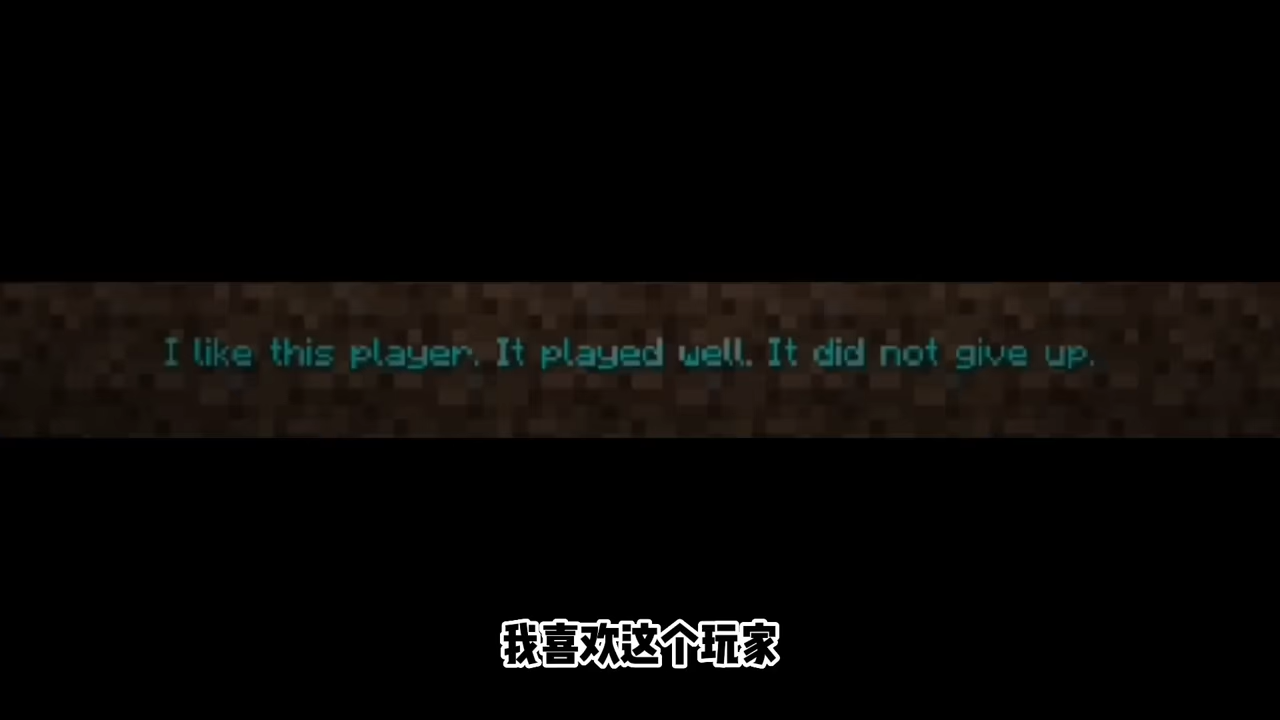 I like this player. It played well. It did not give up.
我喜欢这个玩家